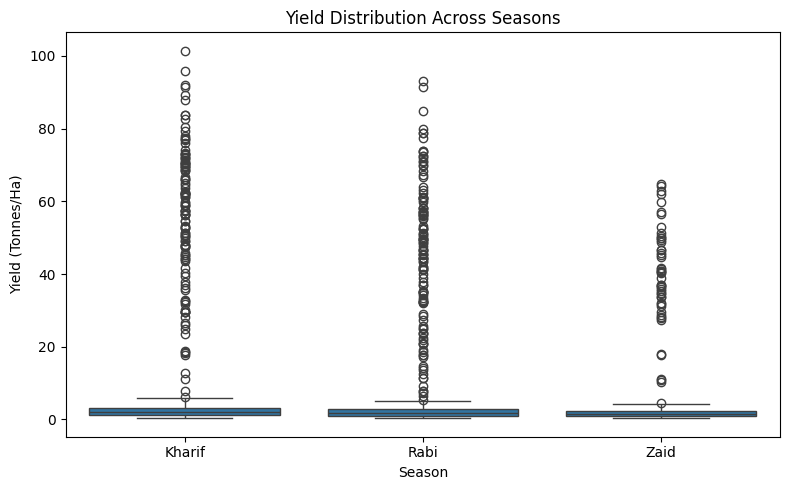 Yield Distribution Across Seasons
100
80
60
40
20
0
Yield (Tonnes/Ha)
Kharif Rabi Zaid
Season